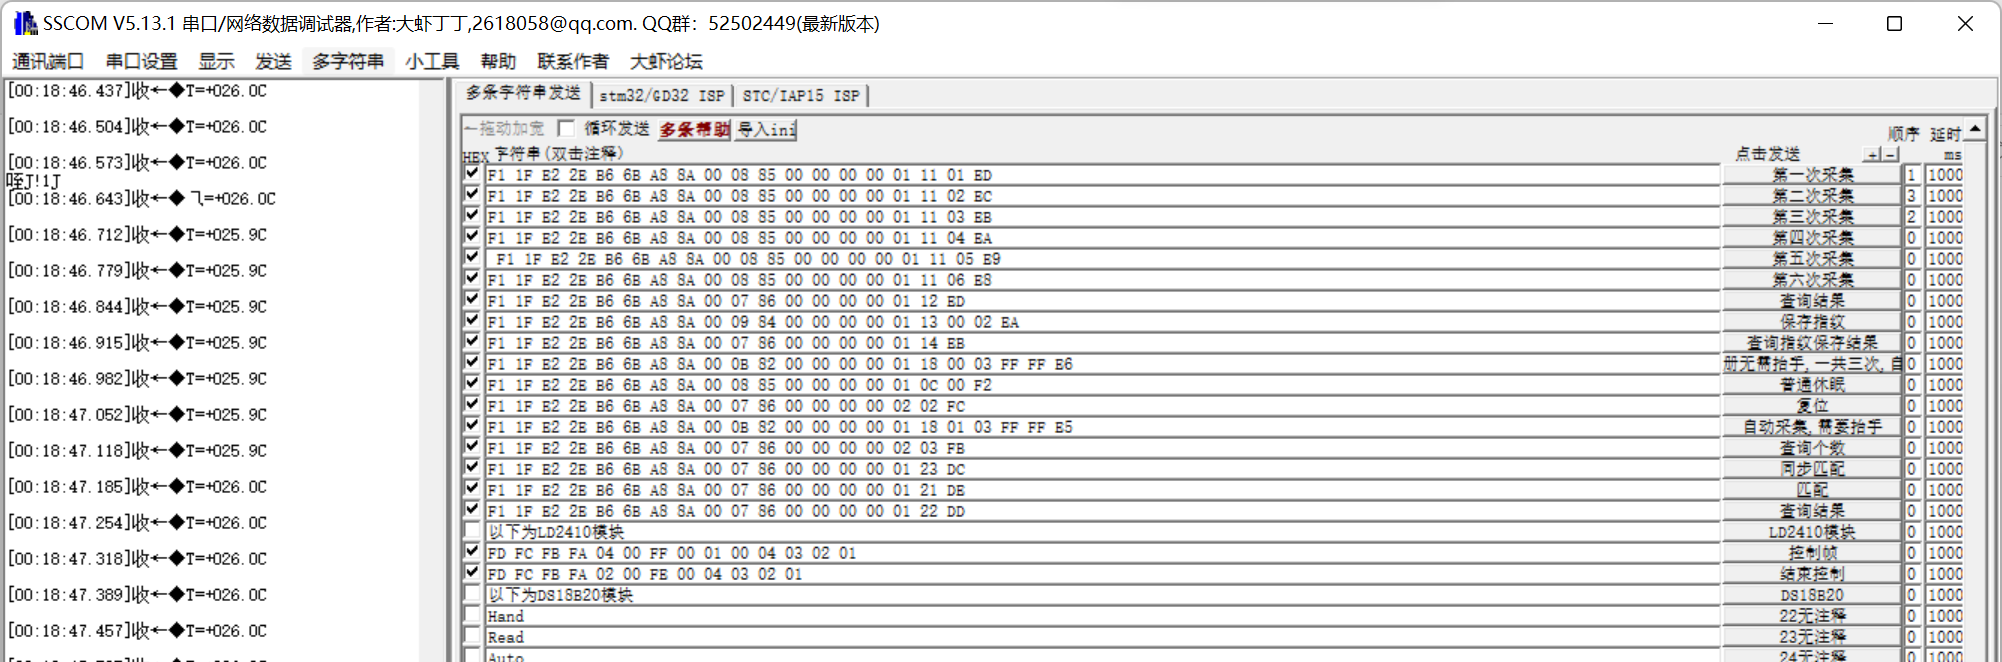 SSCOM V5.13.1 串口/网络数据调试器,作者:大虾丁丁,2618058@qq.com. QQ群: 52502449(最新版本)
通讯端口 串口设置 显示 发送 多字符串 小工具 帮助 联系作者 大虾论坛
[00:18:46.437]收←◆T=+026.0C
[00:18:46.504]收←◆T=+026.0C
[00:18:46.573]收←◆T=+026.0C
咥J!1J
[00:18:46.643]收←◆ ⺄=+026.0C
[00:18:46.712]收←◆T=+025.9C
[00:18:46.779]收←◆T=+025.9C
[00:18:46.844]收←◆T=+025.9C
[00:18:46.915]收←◆T=+025.9C
[00:18:46.982]收←◆T=+025.9C
[00:18:47.052]收←◆T=+025.9C
[00:18:47.118]收←◆T=+025.9C
[00:18:47.185]收←◆T=+026.0C
[00:18:47.254]收←◆T=+026.0C
[00:18:47.318]收←◆T=+026.0C
[00:18:47.389]收←◆T=+026.0C
[00:18:47.457]收←◆T=+026.0C
多条字符串发送 stm32/GD32 ISP STC/IAP15 ISP
拖动加宽 循环发送 多条帮助 导入ini
顺序 延时
HEX 字符串(双击注释) 点击发送 + - ms
F1 1F E2 2E B6 6B A8 8A 00 08 85 00 00 00 00 01 11 01 ED 第一次采集 1 1000
F1 1F E2 2E B6 6B A8 8A 00 08 85 00 00 00 00 01 11 02 EC 第二次采集 3 1000
F1 1F E2 2E B6 6B A8 8A 00 08 85 00 00 00 00 01 11 03 EB 第三次采集 2 1000
F1 1F E2 2E B6 6B A8 8A 00 08 85 00 00 00 00 01 11 04 EA 第四次采集 0 1000
F1 1F E2 2E B6 6B A8 8A 00 08 85 00 00 00 00 01 11 05 E9 第五次采集 0 1000
F1 1F E2 2E B6 6B A8 8A 00 08 85 00 00 00 00 01 11 06 E8 第六次采集 0 1000
F1 1F E2 2E B6 6B A8 8A 00 07 86 00 00 00 00 01 12 ED 查询结果 0 1000
F1 1F E2 2E B6 6B A8 8A 00 09 84 00 00 00 00 01 13 00 02 EA 保存指纹 0 1000
F1 1F E2 2E B6 6B A8 8A 00 07 86 00 00 00 00 01 14 EB 查询指纹保存结果 0 1000
F1 1F E2 2E B6 6B A8 8A 00 0B 82 00 00 00 00 01 18 00 03 FF FF E6 册无需抬手,一共三次,自 0 1000
F1 1F E2 2E B6 6B A8 8A 00 08 85 00 00 00 00 01 0C 00 F2 普通休眠 0 1000
F1 1F E2 2E B6 6B A8 8A 00 07 86 00 00 00 00 02 02 FC 复位 0 1000
F1 1F E2 2E B6 6B A8 8A 00 0B 82 00 00 00 00 01 18 01 03 FF FF E5 自动采集,需要抬手 0 1000
F1 1F E2 2E B6 6B A8 8A 00 07 86 00 00 00 00 02 03 FB 查询个数 0 1000
F1 1F E2 2E B6 6B A8 8A 00 07 86 00 00 00 00 01 23 DC 同步匹配 0 1000
F1 1F E2 2E B6 6B A8 8A 00 07 86 00 00 00 00 01 21 DE 匹配 0 1000
F1 1F E2 2E B6 6B A8 8A 00 07 86 00 00 00 00 01 22 DD 查询结果 0 1000
以下为LD2410模块 LD2410模块 0 1000
FD FC FB FA 04 00 FF 00 01 00 04 03 02 01 控制帧 0 1000
FD FC FB FA 02 00 FE 00 04 03 02 01 结束控制 0 1000
以下为DS18B20模块 DS18B20 0 1000
Hand 22无注释 0 1000
Read 23无注释 0 1000
Auto 24无注释 0 1000